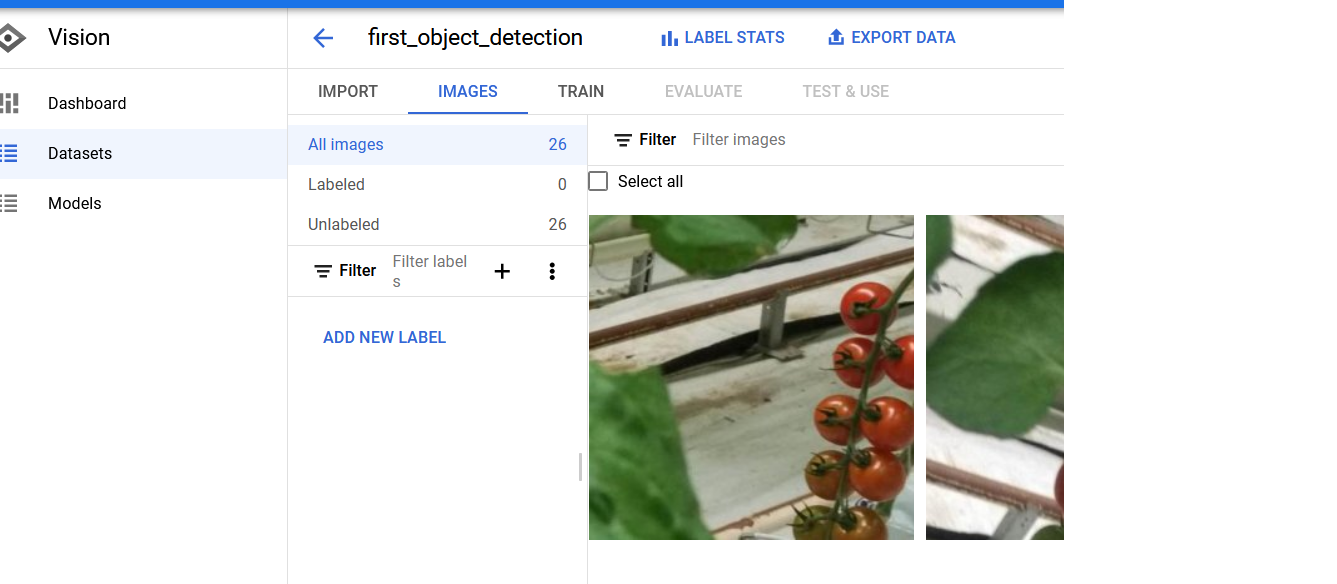 Vision
first_object_detection
LABEL STATS
EXPORT DATA
Dashboard
Datasets
Models
IMPORT
IMAGES
TRAIN
EVALUATE
TEST & USE
All images 26
Labeled 0
Unlabeled 26
Filter
Filter label
s
ADD NEW LABEL
Filter
Filter images
Select all